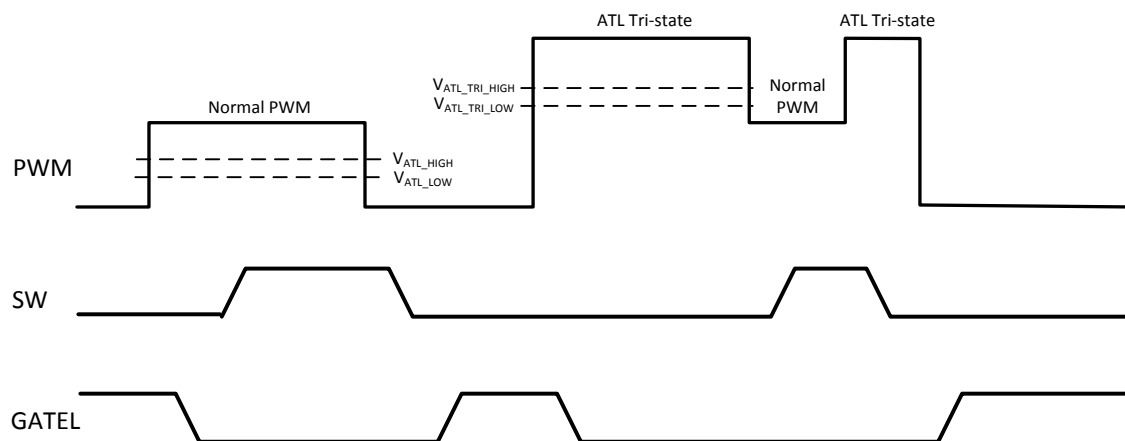 ATL Tri-state
ATL Tri-state
V_ATL_TRI_HIGH
V_ATL_TRI_LOW
Normal
PWM
Normal PWM
PWM
V_ATL_HIGH
V_ATL_LOW
SW
GATEL